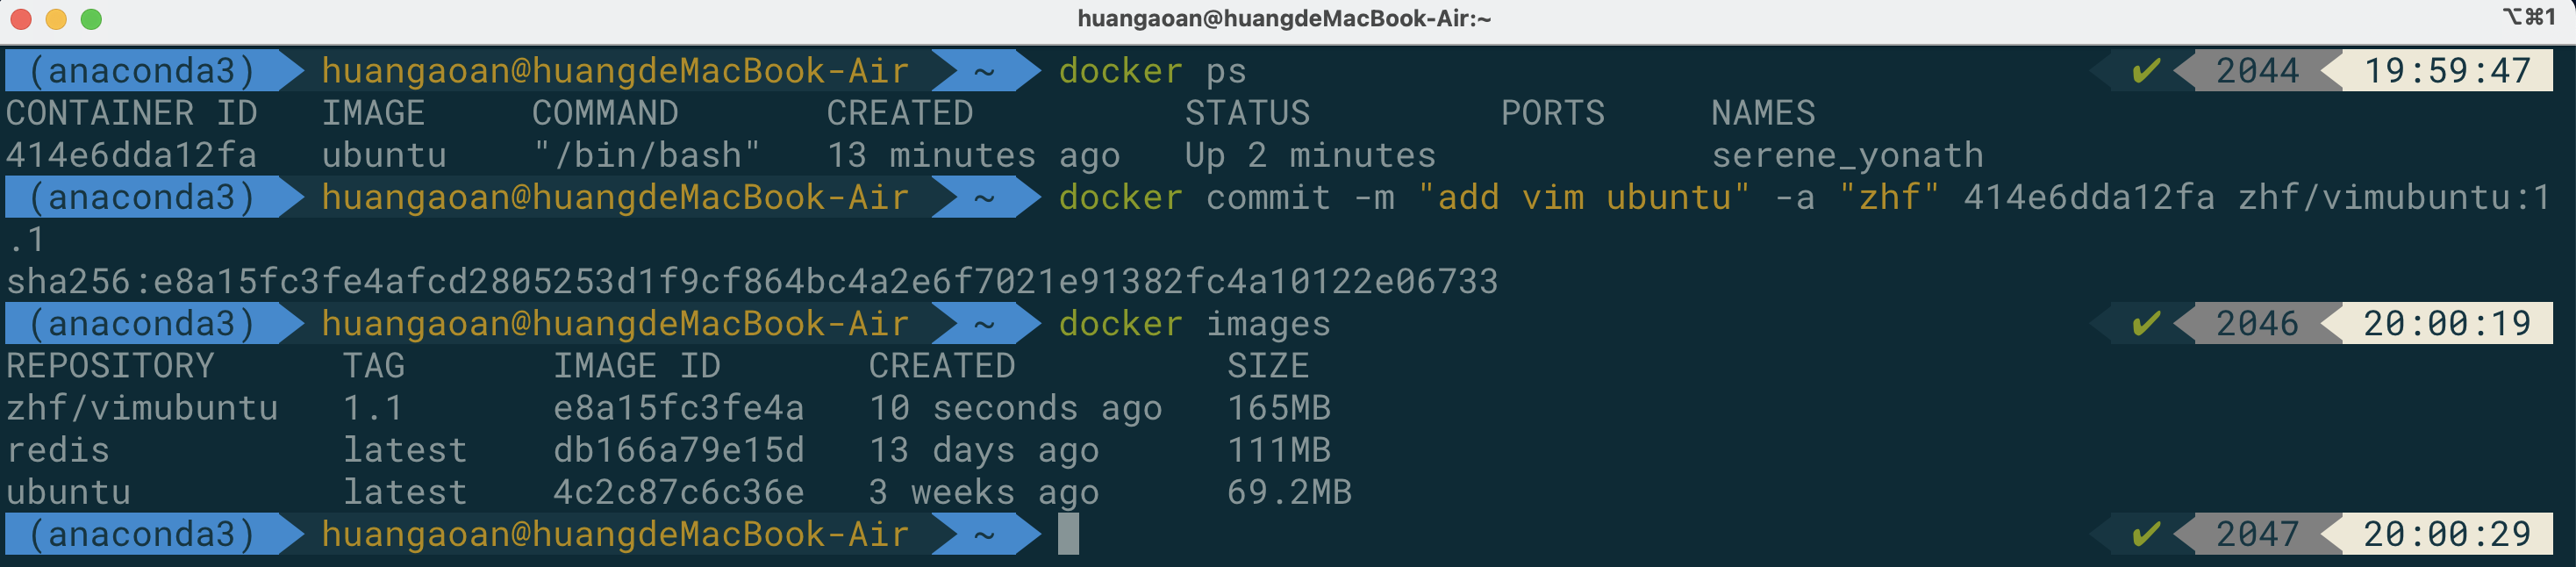 huangaoan@huangdeMacBook-Air:~ ⌥⌘1
(anaconda3) huangaoan@huangdeMacBook-Air ~ docker ps ✔ 2044 19:59:47
CONTAINER ID IMAGE COMMAND CREATED STATUS PORTS NAMES
414e6dda12fa ubuntu "/bin/bash" 13 minutes ago Up 2 minutes serene_yonath
(anaconda3) huangaoan@huangdeMacBook-Air ~ docker commit -m "add vim ubuntu" -a "zhf" 414e6dda12fa zhf/vimubuntu:1
.1
sha256:e8a15fc3fe4afcd2805253d1f9cf864bc4a2e6f7021e91382fc4a10122e06733
(anaconda3) huangaoan@huangdeMacBook-Air ~ docker images ✔ 2046 20:00:19
REPOSITORY TAG IMAGE ID CREATED SIZE
zhf/vimubuntu 1.1 e8a15fc3fe4a 10 seconds ago 165MB
redis latest db166a79e15d 13 days ago 111MB
ubuntu latest 4c2c87c6c36e 3 weeks ago 69.2MB
(anaconda3) huangaoan@huangdeMacBook-Air ~ ✔ 2047 20:00:29